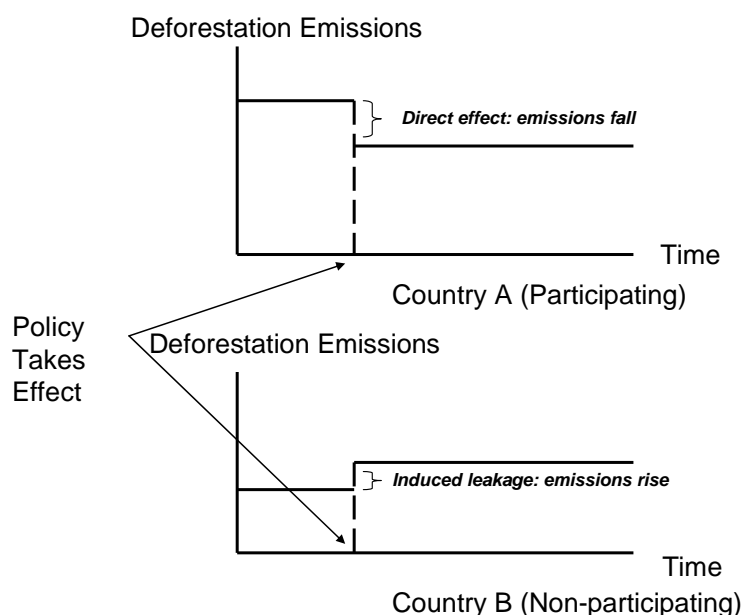 Deforestation Emissions
Direct effect: emissions fall
Time
Country A (Participating)
Policy
Takes
Effect
Deforestation Emissions
Induced leakage: emissions rise
Time
Country B (Non-participating)